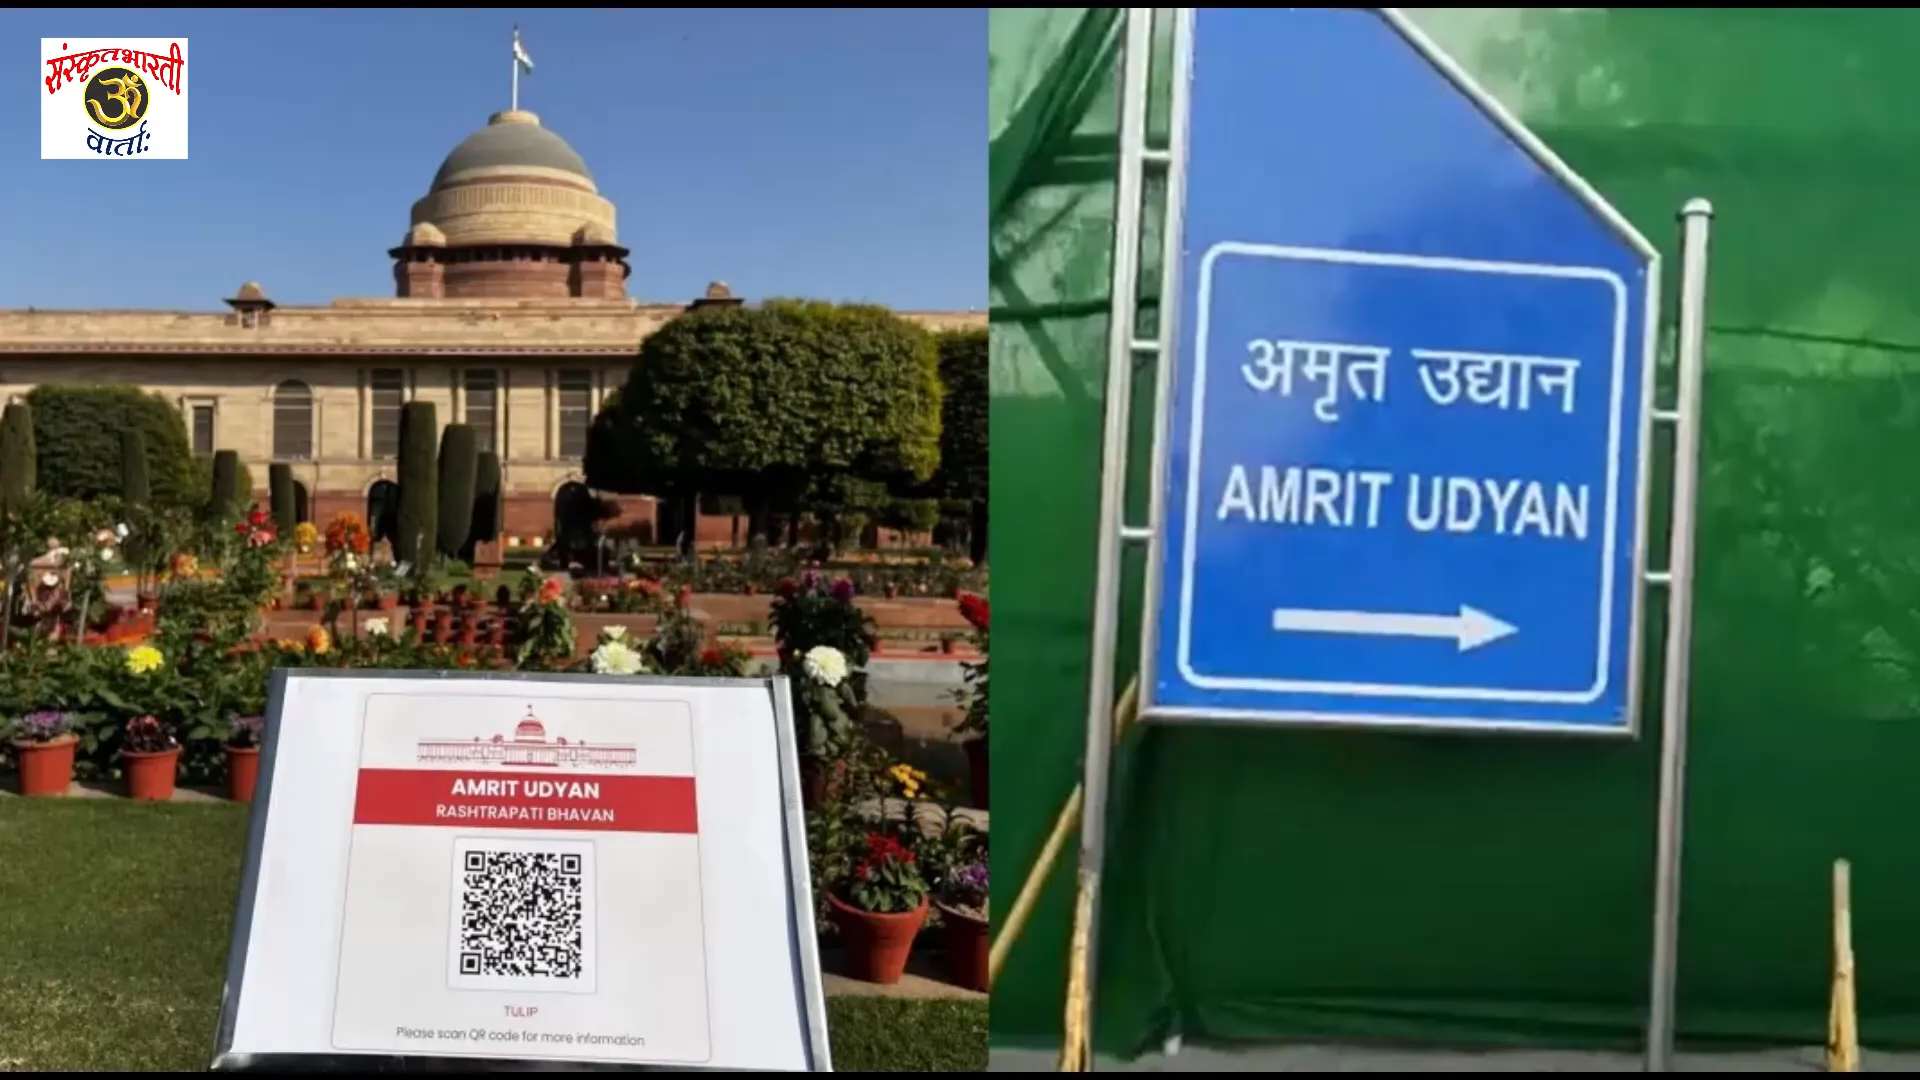 संस्कृतभारती
ॐ
वार्ताः
AMRIT UDYAN
RASHTRAPATI BHAVAN
TULIP
Please scan QR code for more information
अमृत उद्यान
AMRIT UDYAN